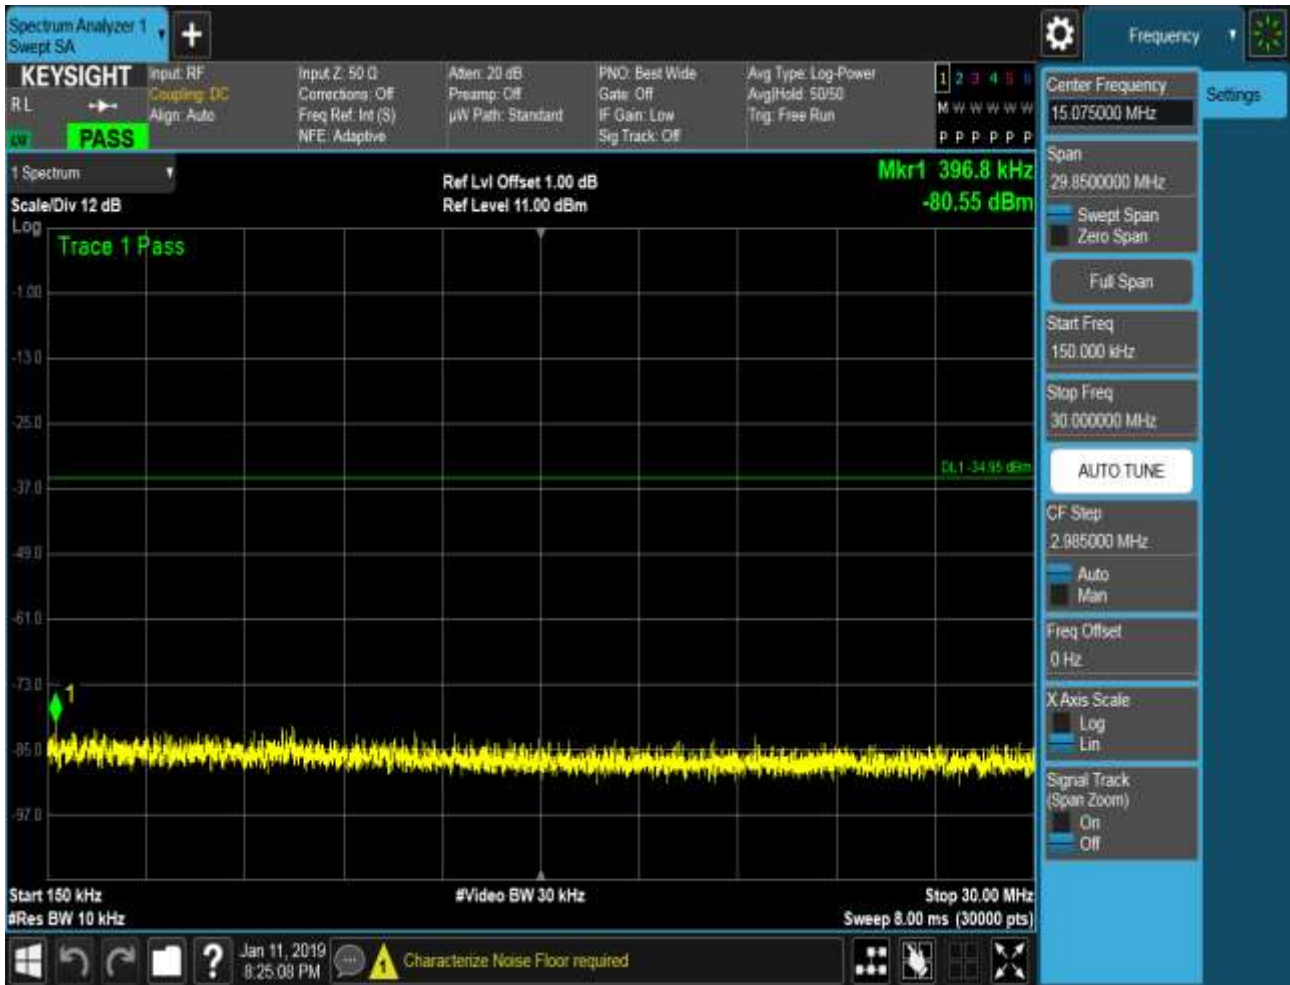 Spectrum Analyzer 1
Swept SA
+
Frequency
KEYSIGHT
R L
PASS
Input: RF
Coupling: DC
Align: Auto
Input Z: 50 Ω
Corrections: Off
Freq Ref: Int (S)
NFE: Adaptive
Atten: 20 dB
Preamp: Off
µW Path: Standard
PNO: Best Wide
Gate: Off
IF Gain: Low
Sig Track: Off
Avg Type: Log-Power
Avg|Hold: 50/50
Trig: Free Run
1 2 3 4 5 6
M W W W W W
P P P P P P
1 Spectrum
Scale/Div 12 dB
Ref Lvl Offset 1.00 dB
Ref Level 11.00 dBm
Mkr1 396.8 kHz
-80.55 dBm
Log
Trace 1 Pass
-1.00
-13.0
-25.0
DL1 -34.95 dBm
-37.0
-49.0
-61.0
-73.0
1
-85.0
-97.0
Start 150 kHz
#Video BW 30 kHz
Stop 30.00 MHz
#Res BW 10 kHz
Sweep 8.00 ms (30000 pts)
?
Jan 11, 2019
8:25:08 PM
1
Characterize Noise Floor required
Center Frequency
15.075000 MHz
Settings
Span
29.8500000 MHz
Swept Span
Zero Span
Full Span
Start Freq
150.000 kHz
Stop Freq
30.000000 MHz
AUTO TUNE
CF Step
2.985000 MHz
Auto
Man
Freq Offset
0 Hz
X Axis Scale
Log
Lin
Signal Track
(Span Zoom)
On
Off